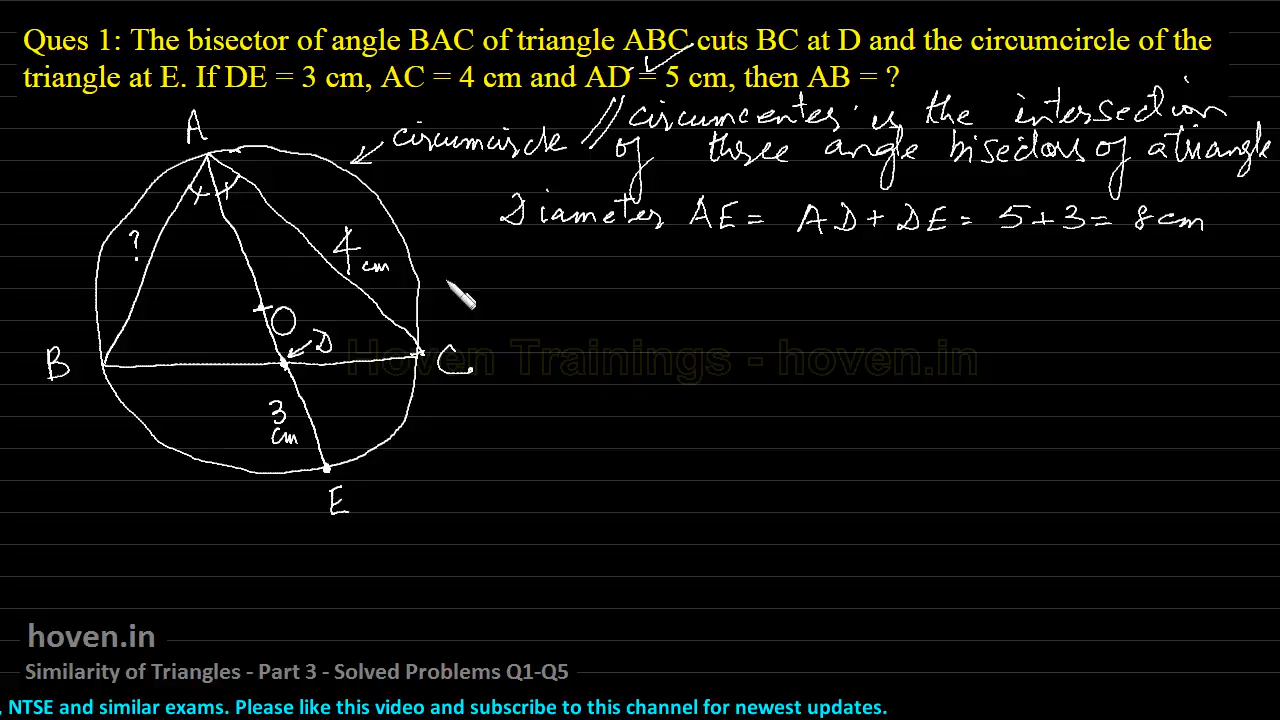 Ques 1: The bisector of angle BAC of triangle ABC cuts BC at D and the circumcircle of the
triangle at E. If DE = 3 cm, AC = 4 cm and AD = 5 cm, then AB = ?
circumcircle // circumcenter is the intersection
of three angle bisectors of a triangle
Diameter AE = AD + DE = 5 + 3 = 8 cm
A
?
4 cm
O
D
B
C
3 cm
E
Hoven Trainings - hoven.in
hoven.in
Similarity of Triangles - Part 3 - Solved Problems Q1-Q5
, NTSE and similar exams. Please like this video and subscribe to this channel for newest updates.